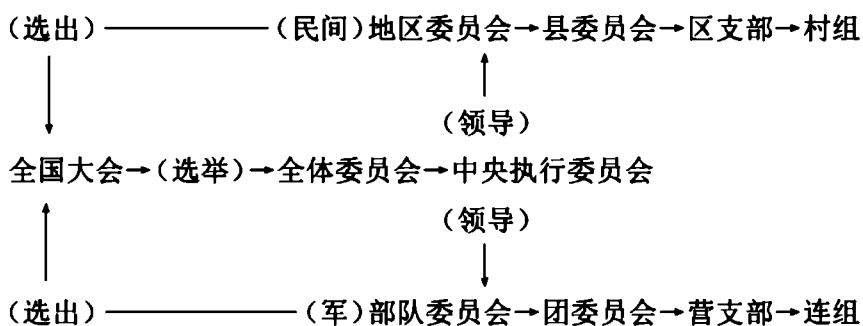 (选出)——(民间)地区委员会→县委员会→区支部→村组
(领导)
全国大会→(选举)→全体委员会→中央执行委员会
(领导)
(选出)——(军)部队委员会→团委员会→营支部→连组